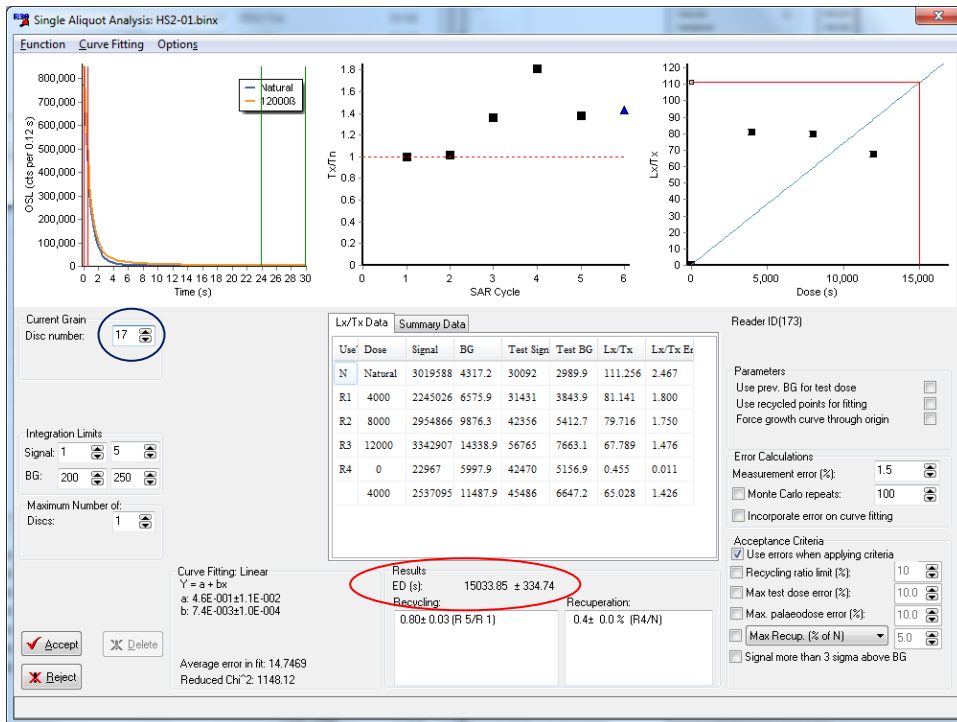 Single Aliquot Analysis: HS2-01.binx
Function Curve Fitting Options
800,000
700,000
600,000
500,000
400,000
300,000
200,000
100,000
0
OSL (cts per 0.12 s)
Natural
12000ß
0 2 4 6 8 10 12 14 16 18 20 22 24 26 28 30
Time (s)
1.8
1.6
1.4
1.2
1
0.8
0.6
0.4
0.2
0
Tx/Tn
0 1 2 3 4 5 6
SAR Cycle
120
110
100
90
80
70
60
50
40
30
20
10
0
Lx/Tx
0 5,000 10,000 15,000
Dose (s)
Current Grain
Disc number: 17
Integration Limits
Signal: 1 5
BG: 200 250
Maximum Number of:
Discs: 1
Accept Delete
Reject
Lx/Tx Data Summary Data
Use' Dose Signal BG Test Sign Test BG Lx/Tx Lx/Tx Er
N Natural 3019588 4317.2 30092 2989.9 111.256 2.467
R1 4000 2245026 6575.9 31431 3843.9 81.141 1.800
R2 8000 2954866 9876.3 42356 5412.7 79.716 1.750
R3 12000 3342907 14338.9 56765 7663.1 67.789 1.476
R4 0 22967 5997.9 42470 5156.9 0.455 0.011
4000 2537095 11487.9 45486 6647.2 65.028 1.426
Curve Fitting: Linear
Y = a + bx
a: 4.6E-001±1.1E-002
b: 7.4E-003±1.0E-004
Average error in fit: 14.7469
Reduced Chi^2: 1148.12
Results
ED (s): 15033.85 ± 334.74
Recycling: Recuperation:
0.80± 0.03 (R 5/R 1) 0.4± 0.0 % (R4/N)
Reader ID(173)
Parameters
Use prev. BG for test dose
Use recycled points for fitting
Force growth curve through origin
Error Calculations
Measurement error (%): 1.5
Monte Carlo repeats: 100
Incorporate error on curve fitting
Acceptance Criteria
Use errors when applying criteria
Recycling ratio limit (%): 10
Max test dose error (%): 10.0
Max. palaeodose error (%): 10.0
Max Recup. (% of N) 5.0
Signal more than 3 sigma above BG